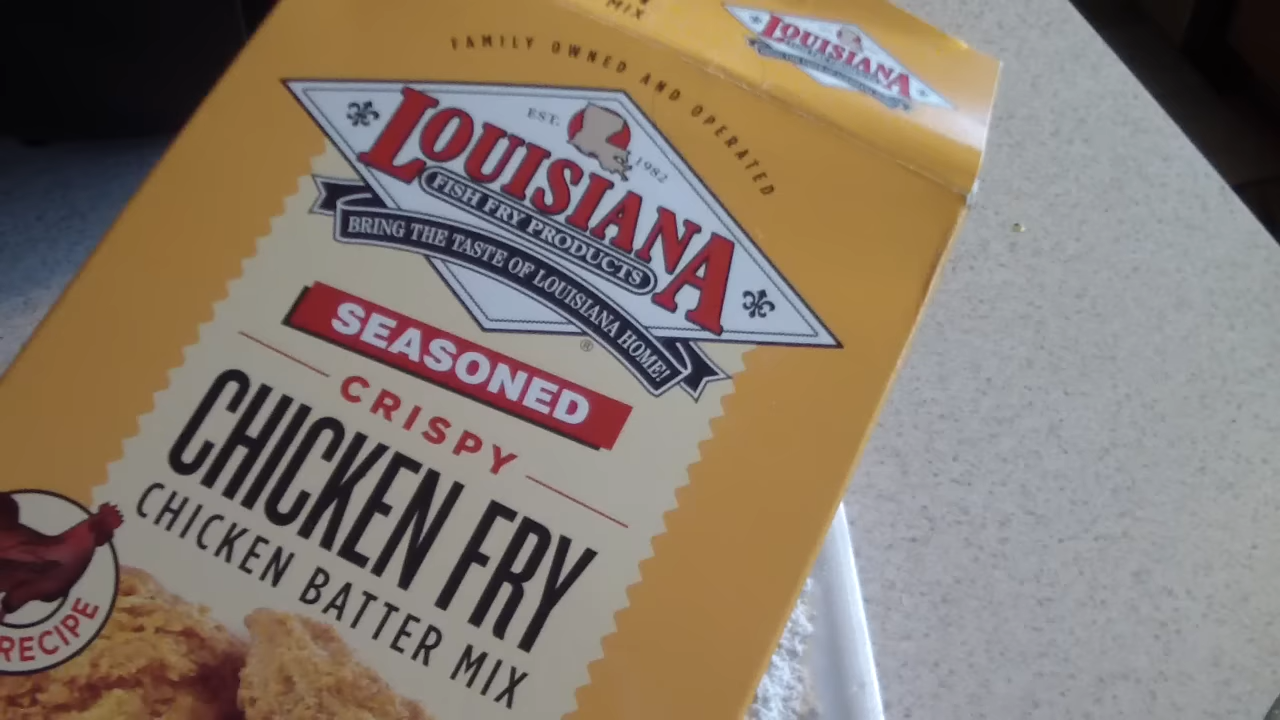 MIX
LOUISIANA
FAMILY OWNED AND OPERATED
EST. 1982
LOUISIANA
FISH FRY PRODUCTS
BRING THE TASTE OF LOUISIANA HOME!
®
SEASONED
CRISPY
CHICKEN FRY
CHICKEN BATTER MIX
RECIPE